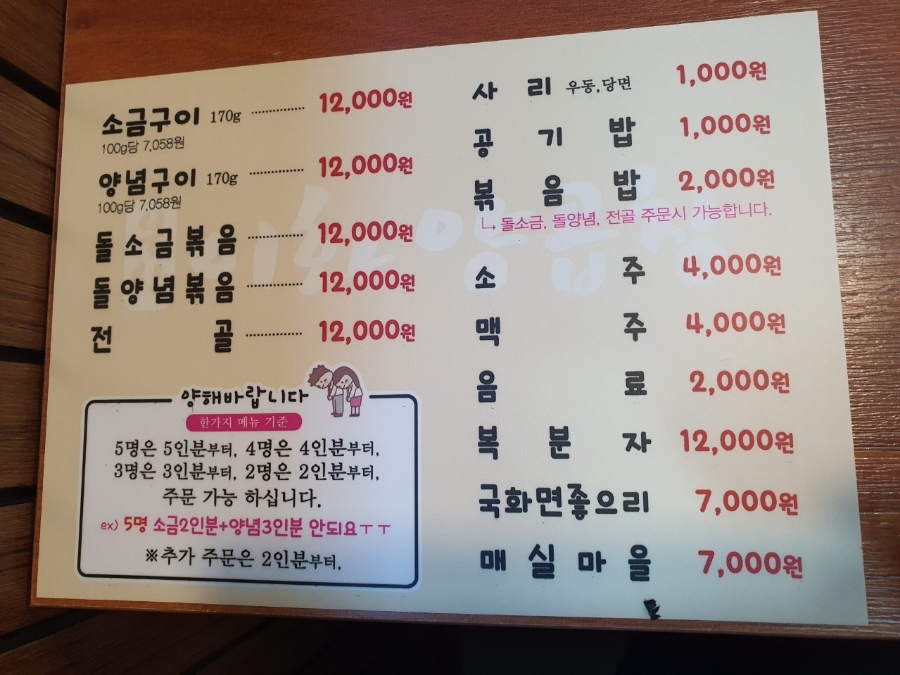 소금구이 170g ············ 12,000원
100g당 7,058원
양념구이 170g ············ 12,000원
100g당 7,058원
돌소금볶음 ············ 12,000원
돌양념볶음 ············ 12,000원
전 골 ············ 12,000원
양해바랍니다
한가지 메뉴 기준
5명은 5인분부터, 4명은 4인분부터,
3명은 3인분부터, 2명은 2인분부터,
주문 가능 하십니다.
ex) 5명 소금2인분+양념3인분 안되요ㅜㅜ
※추가 주문은 2인분부터,
사 리 우동,당면 1,000원
공 기 밥 1,000원
볶 음 밥 2,000원
ㄴ, 돌소금, 돌양념, 전골 주문시 가능합니다.
소 주 4,000원
맥 주 4,000원
음 료 2,000원
복 분 자 12,000원
국화면좋으리 7,000원
매 실 마 을 7,000원